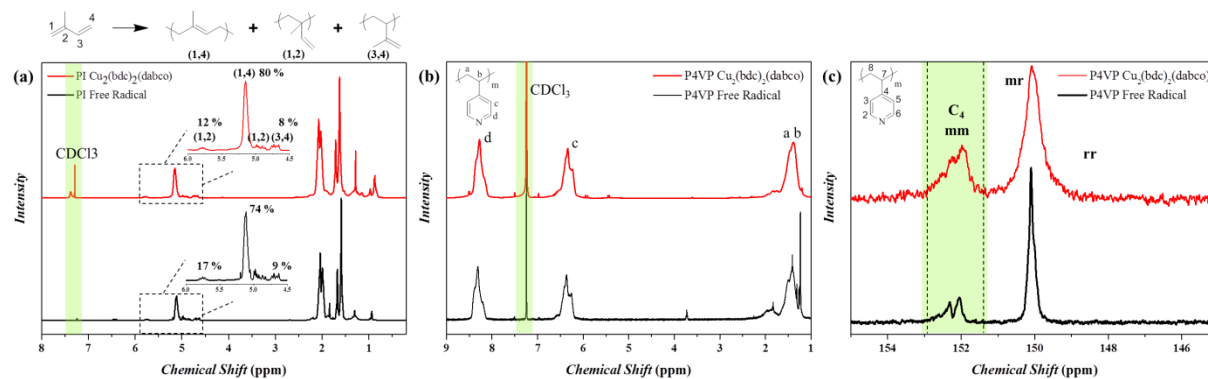 1
2
3
4
+
+
(1,4)
(1,2)
(3,4)
(a)
PI Cu₂(bdc)₂(dabco)
PI Free Radical
(1,4) 80 %
12 %
(1,2)
(1,2)
8 %
(3,4)
6.0 5.5 5.0 4.5
CDCl3
74 %
17 %
9 %
6.0 5.5 5.0 4.5
Intensity
8 7 6 5 4 3 2 1
Chemical Shift (ppm)
(b)
a
b
m
c
d
N
CDCl₃
P4VP Cu₂(bdc)₂(dabco)
P4VP Free Radical
d
c
a b
Intensity
9 8 7 6 5 4 3 2 1
Chemical Shift (ppm)
(c)
8
7
m
4
3 5
2 6
N
P4VP Cu₂(bdc)₂(dabco)
P4VP Free Radical
C₄
mm
mr
rr
Intensity
154 152 150 148 146
Chemical Shift (ppm)